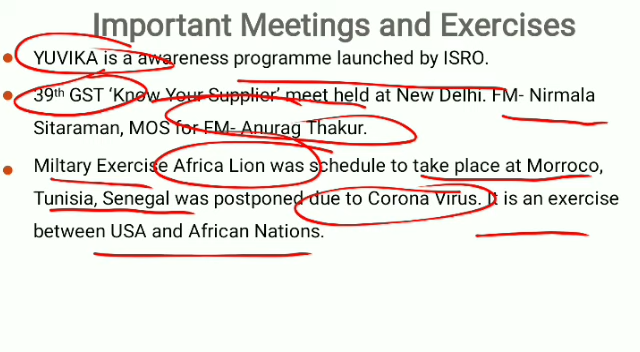 Important Meetings and Exercises
YUVIKA is a awareness programme launched by ISRO.
39th GST ‘Know Your Supplier’ meet held at New Delhi. FM- Nirmala
Sitaraman, MOS for FM- Anurag Thakur.
Miltary Exercise Africa Lion was schedule to take place at Morroco,
Tunisia, Senegal was postponed due to Corona Virus. It is an exercise
between USA and African Nations.